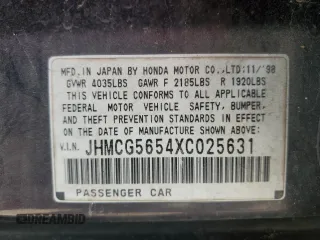 MFD. IN JAPAN BY HONDA MOTOR CO.,LTD:11/'98
GVWR 4035LBS GAWR F 2185LBS R 1920LBS
THIS VEHICLE CONFORMS TO ALL APPLICABLE
FEDERAL MOTOR VEHICLE SAFETY, BUMPER,
AND THEFT PREVENTION STANDARDS IN EFFECT
ON THE DATE OF MANUFACTURE SHOWN ABOVE.
V.I.N. JHMCG5654XC025631
PASSENGER CAR
DREAMBID